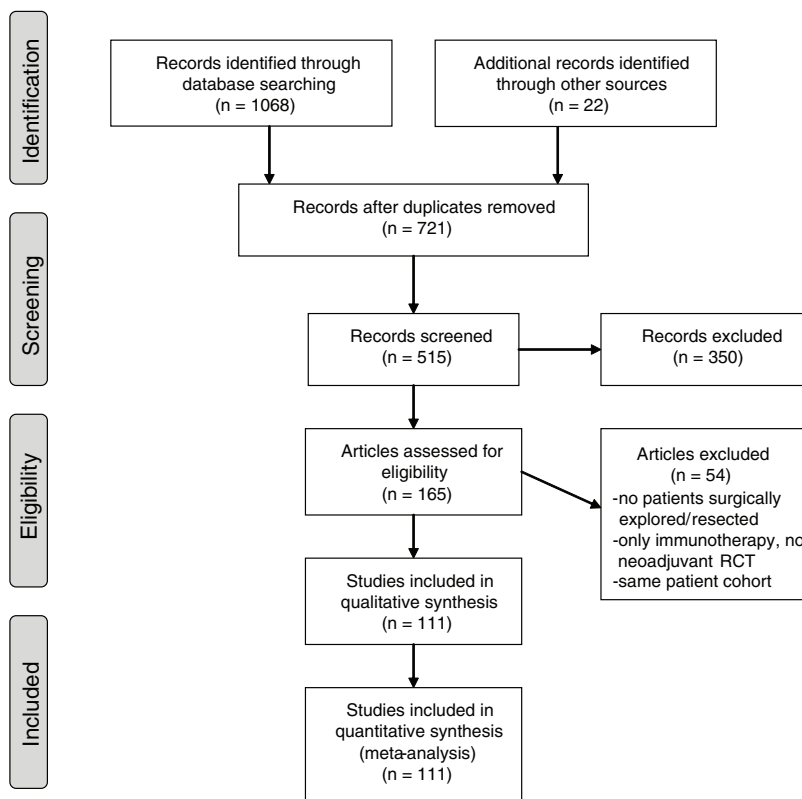 Identification
Records identified through
database searching
(n = 1068)
Additional records identified
through other sources
(n = 22)
Records after duplicates removed
(n = 721)
Screening
Records screened
(n = 515)
Records excluded
(n = 350)
Eligibility
Articles assessed for
eligibility
(n = 165)
Articles excluded
(n = 54)
-no patients surgically
explored/resected
-only immunotherapy, no
neoadjuvant RCT
-same patient cohort
Studies included in
qualitative synthesis
(n = 111)
Included
Studies included in
quantitative synthesis
(meta-analysis)
(n = 111)